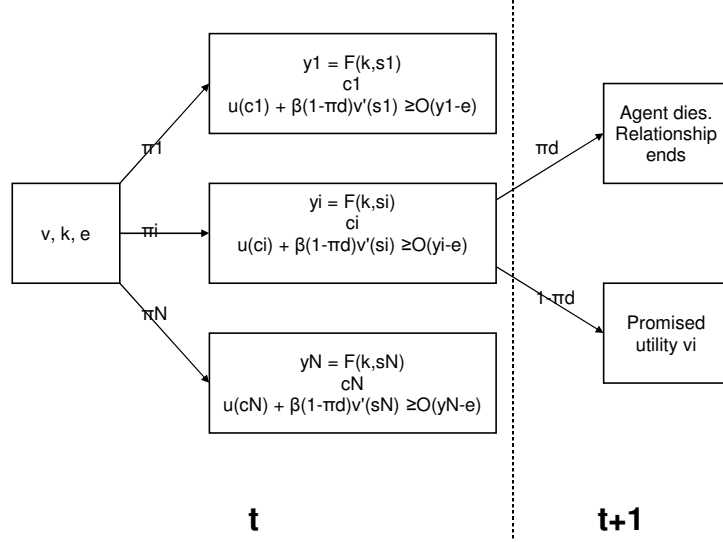 y1 = F(k,s1)
c1
u(c1) + β(1-πd)v'(s1) ≥O(y1-e)
Agent dies.
Relationship
ends
π1
πd
v, k, e
πi
yi = F(k,si)
ci
u(ci) + β(1-πd)v'(si) ≥O(yi-e)
1-πd
πN
Promised
utility vi
yN = F(k,sN)
cN
u(cN) + β(1-πd)v'(sN) ≥O(yN-e)
t
t+1